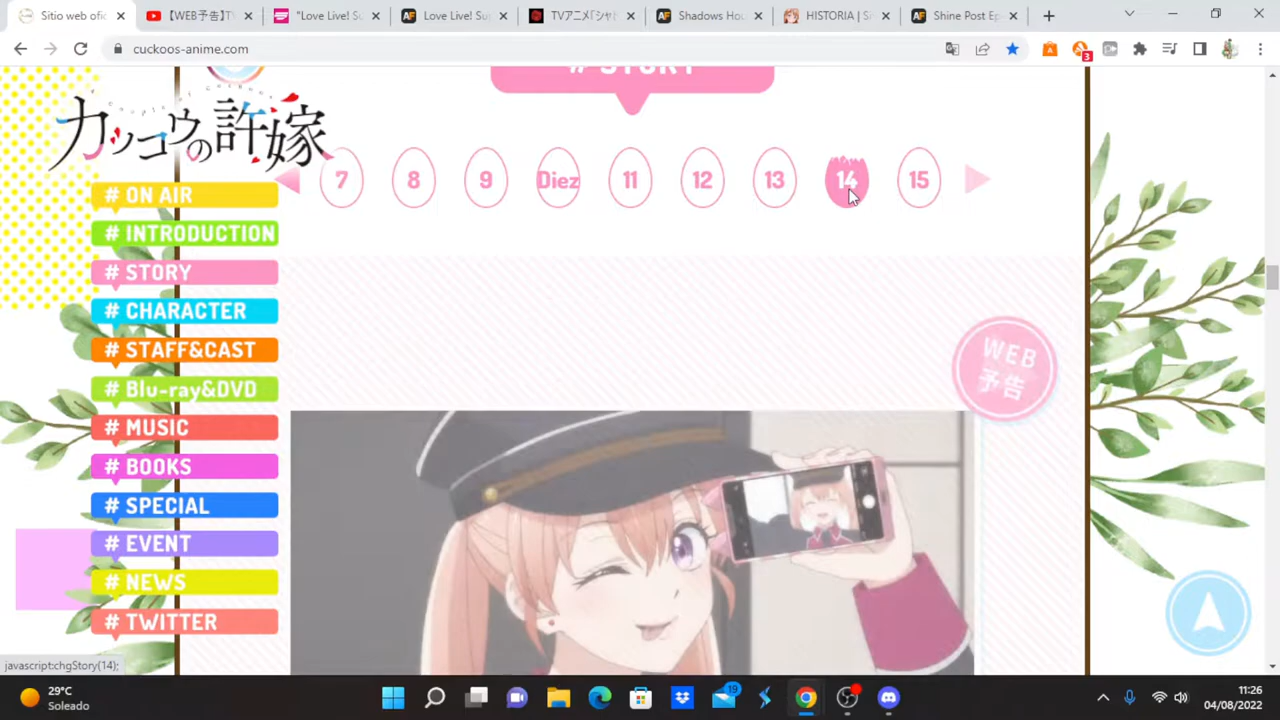 Sitio web ofic
【WEB予告】TV
"Love Live! Su
Love Live! Su
TVアニメ「シャド
Shadows Hou
HISTORIA | Si
Shine Post Ep
cuckoos-anime.com
3
# STORY
カッコウの許嫁
7
8
9
Diez
11
12
13
14
15
# ON AIR
# INTRODUCTION
# STORY
# CHARACTER
# STAFF&CAST
# Blu-ray&DVD
# MUSIC
# BOOKS
# SPECIAL
# EVENT
# NEWS
# TWITTER
WEB
予告
javascript:chgStory(14);
29°C
Soleado
19
11:26
04/08/2022